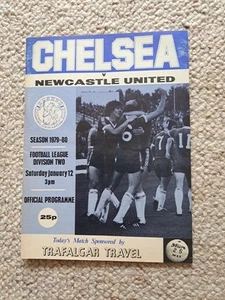 CHELSEA
v
NEWCASTLE UNITED
SEASON 1979-80
FOOTBALL LEAGUE
DIVISION TWO
Saturday January 12
3pm
OFFICIAL PROGRAMME
25p
6
Today's Match Sponsored by
TRAFALGAR TRAVEL